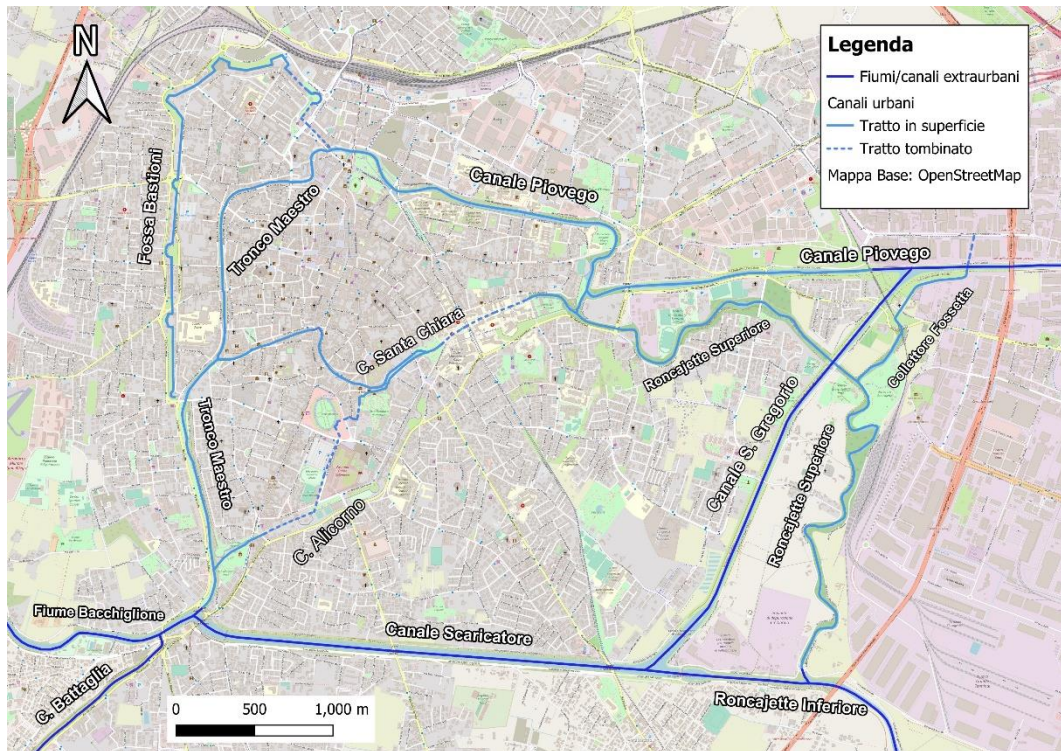 N
Legenda
Fiumi/canali extraurbani
Canali urbani
Tratto in superficie
Tratto tombinato
Mappa Base: OpenStreetMap
Canale Piovego
Fossa Bastioni
Tronco Maestro
Canale Piovego
C. Santa Chiara
Roncajette Superiore
Collettore Fossetta
Tronco Maestro
Canale S. Gregorio
Roncajette Superiore
C. Alicorno
Fiume Bacchiglione
Canale Scaricatore
C. Battaglia
Roncajette Inferiore
0 500 1,000 m